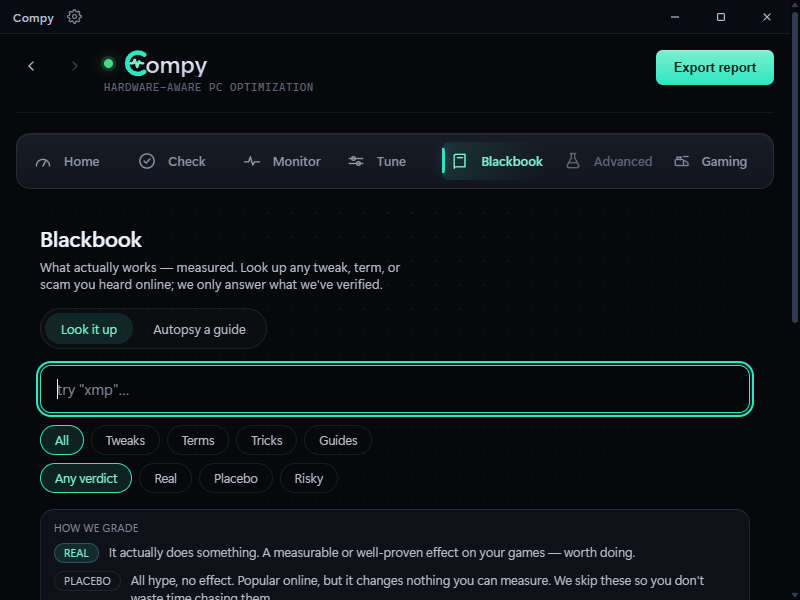 Compy
Compy
HARDWARE-AWARE PC OPTIMIZATION
Export report
Home
Check
Monitor
Tune
Blackbook
Advanced
Gaming
Blackbook
What actually works — measured. Look up any tweak, term, or
scam you heard online; we only answer what we've verified.
Look it up
Autopsy a guide
try "xmp"...
All
Tweaks
Terms
Tricks
Guides
Any verdict
Real
Placebo
Risky
HOW WE GRADE
REAL It actually does something. A measurable or well-proven effect on your games — worth doing.
PLACEBO All hype, no effect. Popular online, but it changes nothing you can measure. We skip these so you don't
waste time chasing them.